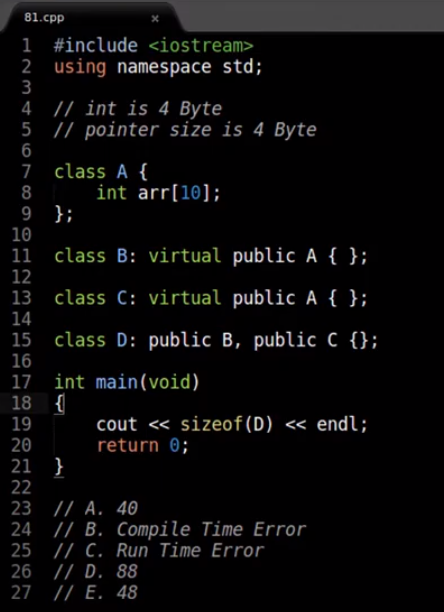 81.cpp ×
1 #include <iostream>
2 using namespace std;
3
4 // int is 4 Byte
5 // pointer size is 4 Byte
6
7 class A {
8     int arr[10];
9 };
10
11 class B: virtual public A { };
12
13 class C: virtual public A { };
14
15 class D: public B, public C {};
16
17 int main(void)
18 {
19     cout << sizeof(D) << endl;
20     return 0;
21 }
22
23 // A. 40
24 // B. Compile Time Error
25 // C. Run Time Error
26 // D. 88
27 // E. 48